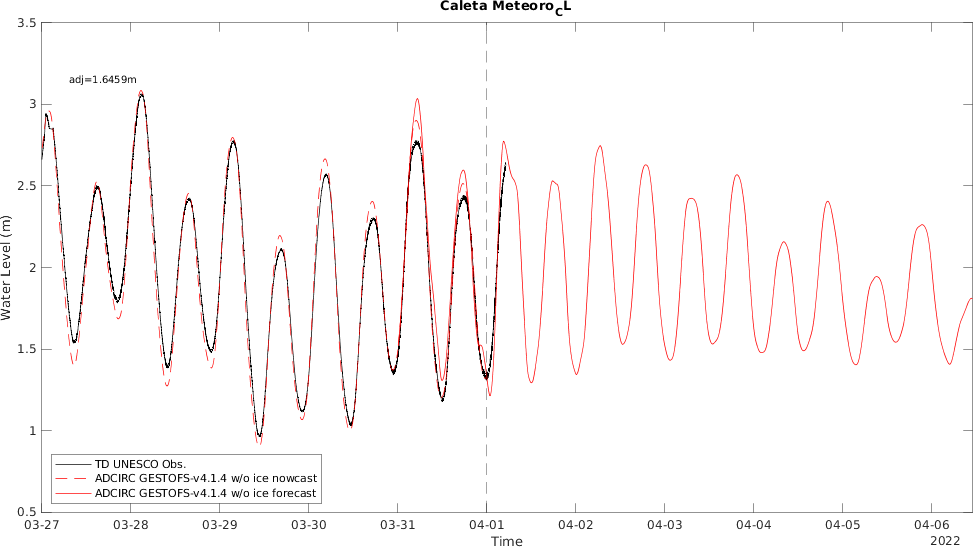 Caleta Meteoro_CL
3.5
adj=1.6459m
3
2.5
2
1.5
1
0.5
Water Level (m)
TD UNESCO Obs.
ADCIRC GESTOFS-v4.1.4 w/o ice nowcast
ADCIRC GESTOFS-v4.1.4 w/o ice forecast
03-27 03-28 03-29 03-30 03-31 04-01 04-02 04-03 04-04 04-05 04-06
Time
2022